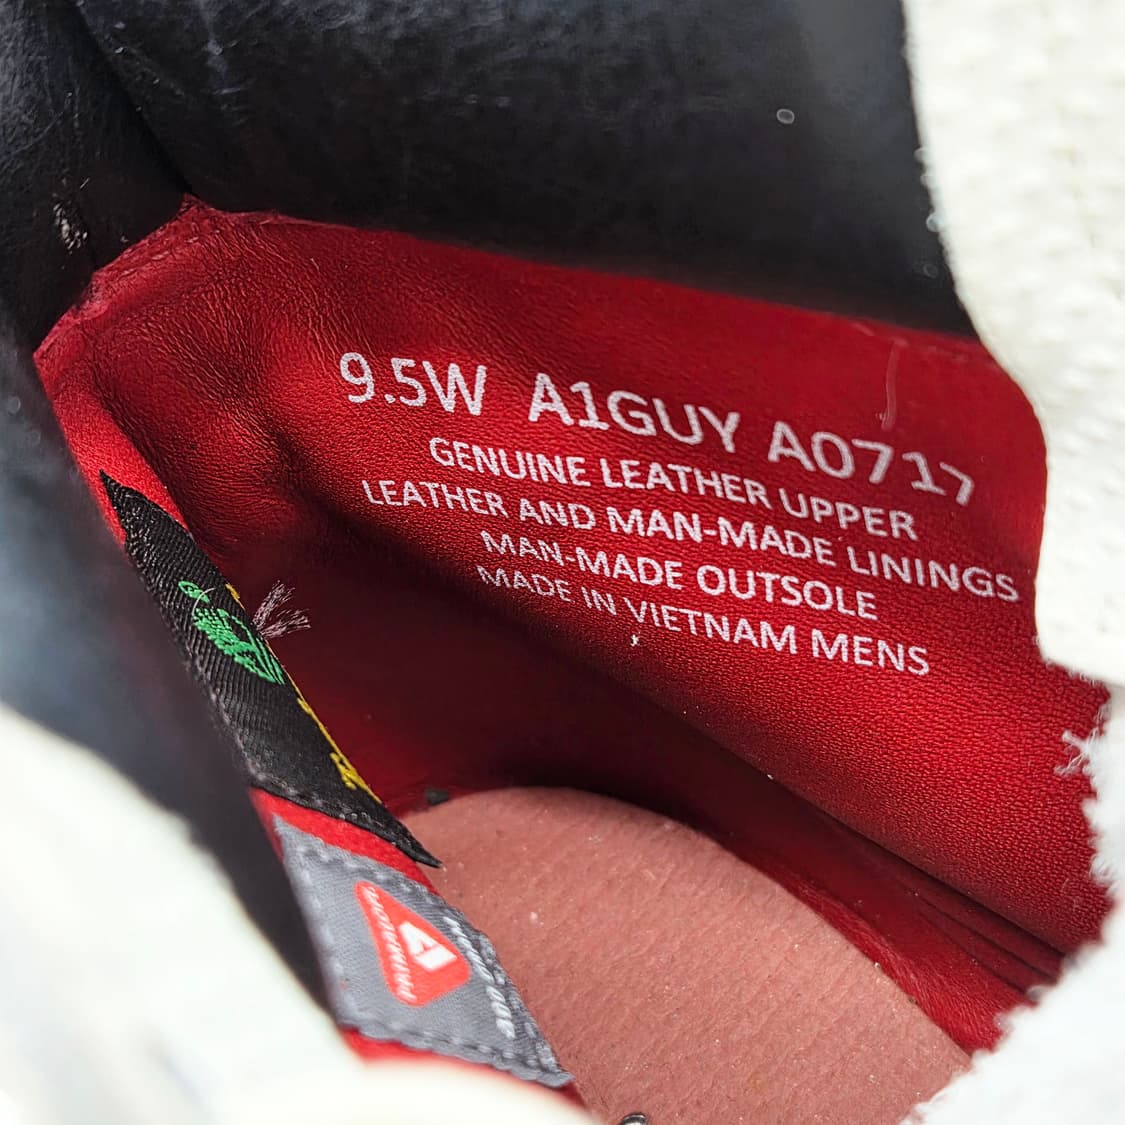 9.5W A1GUY A0717
GENUINE LEATHER UPPER
LEATHER AND MAN-MADE LININGS
MAN-MADE OUTSOLE
MADE IN VIETNAM MENS